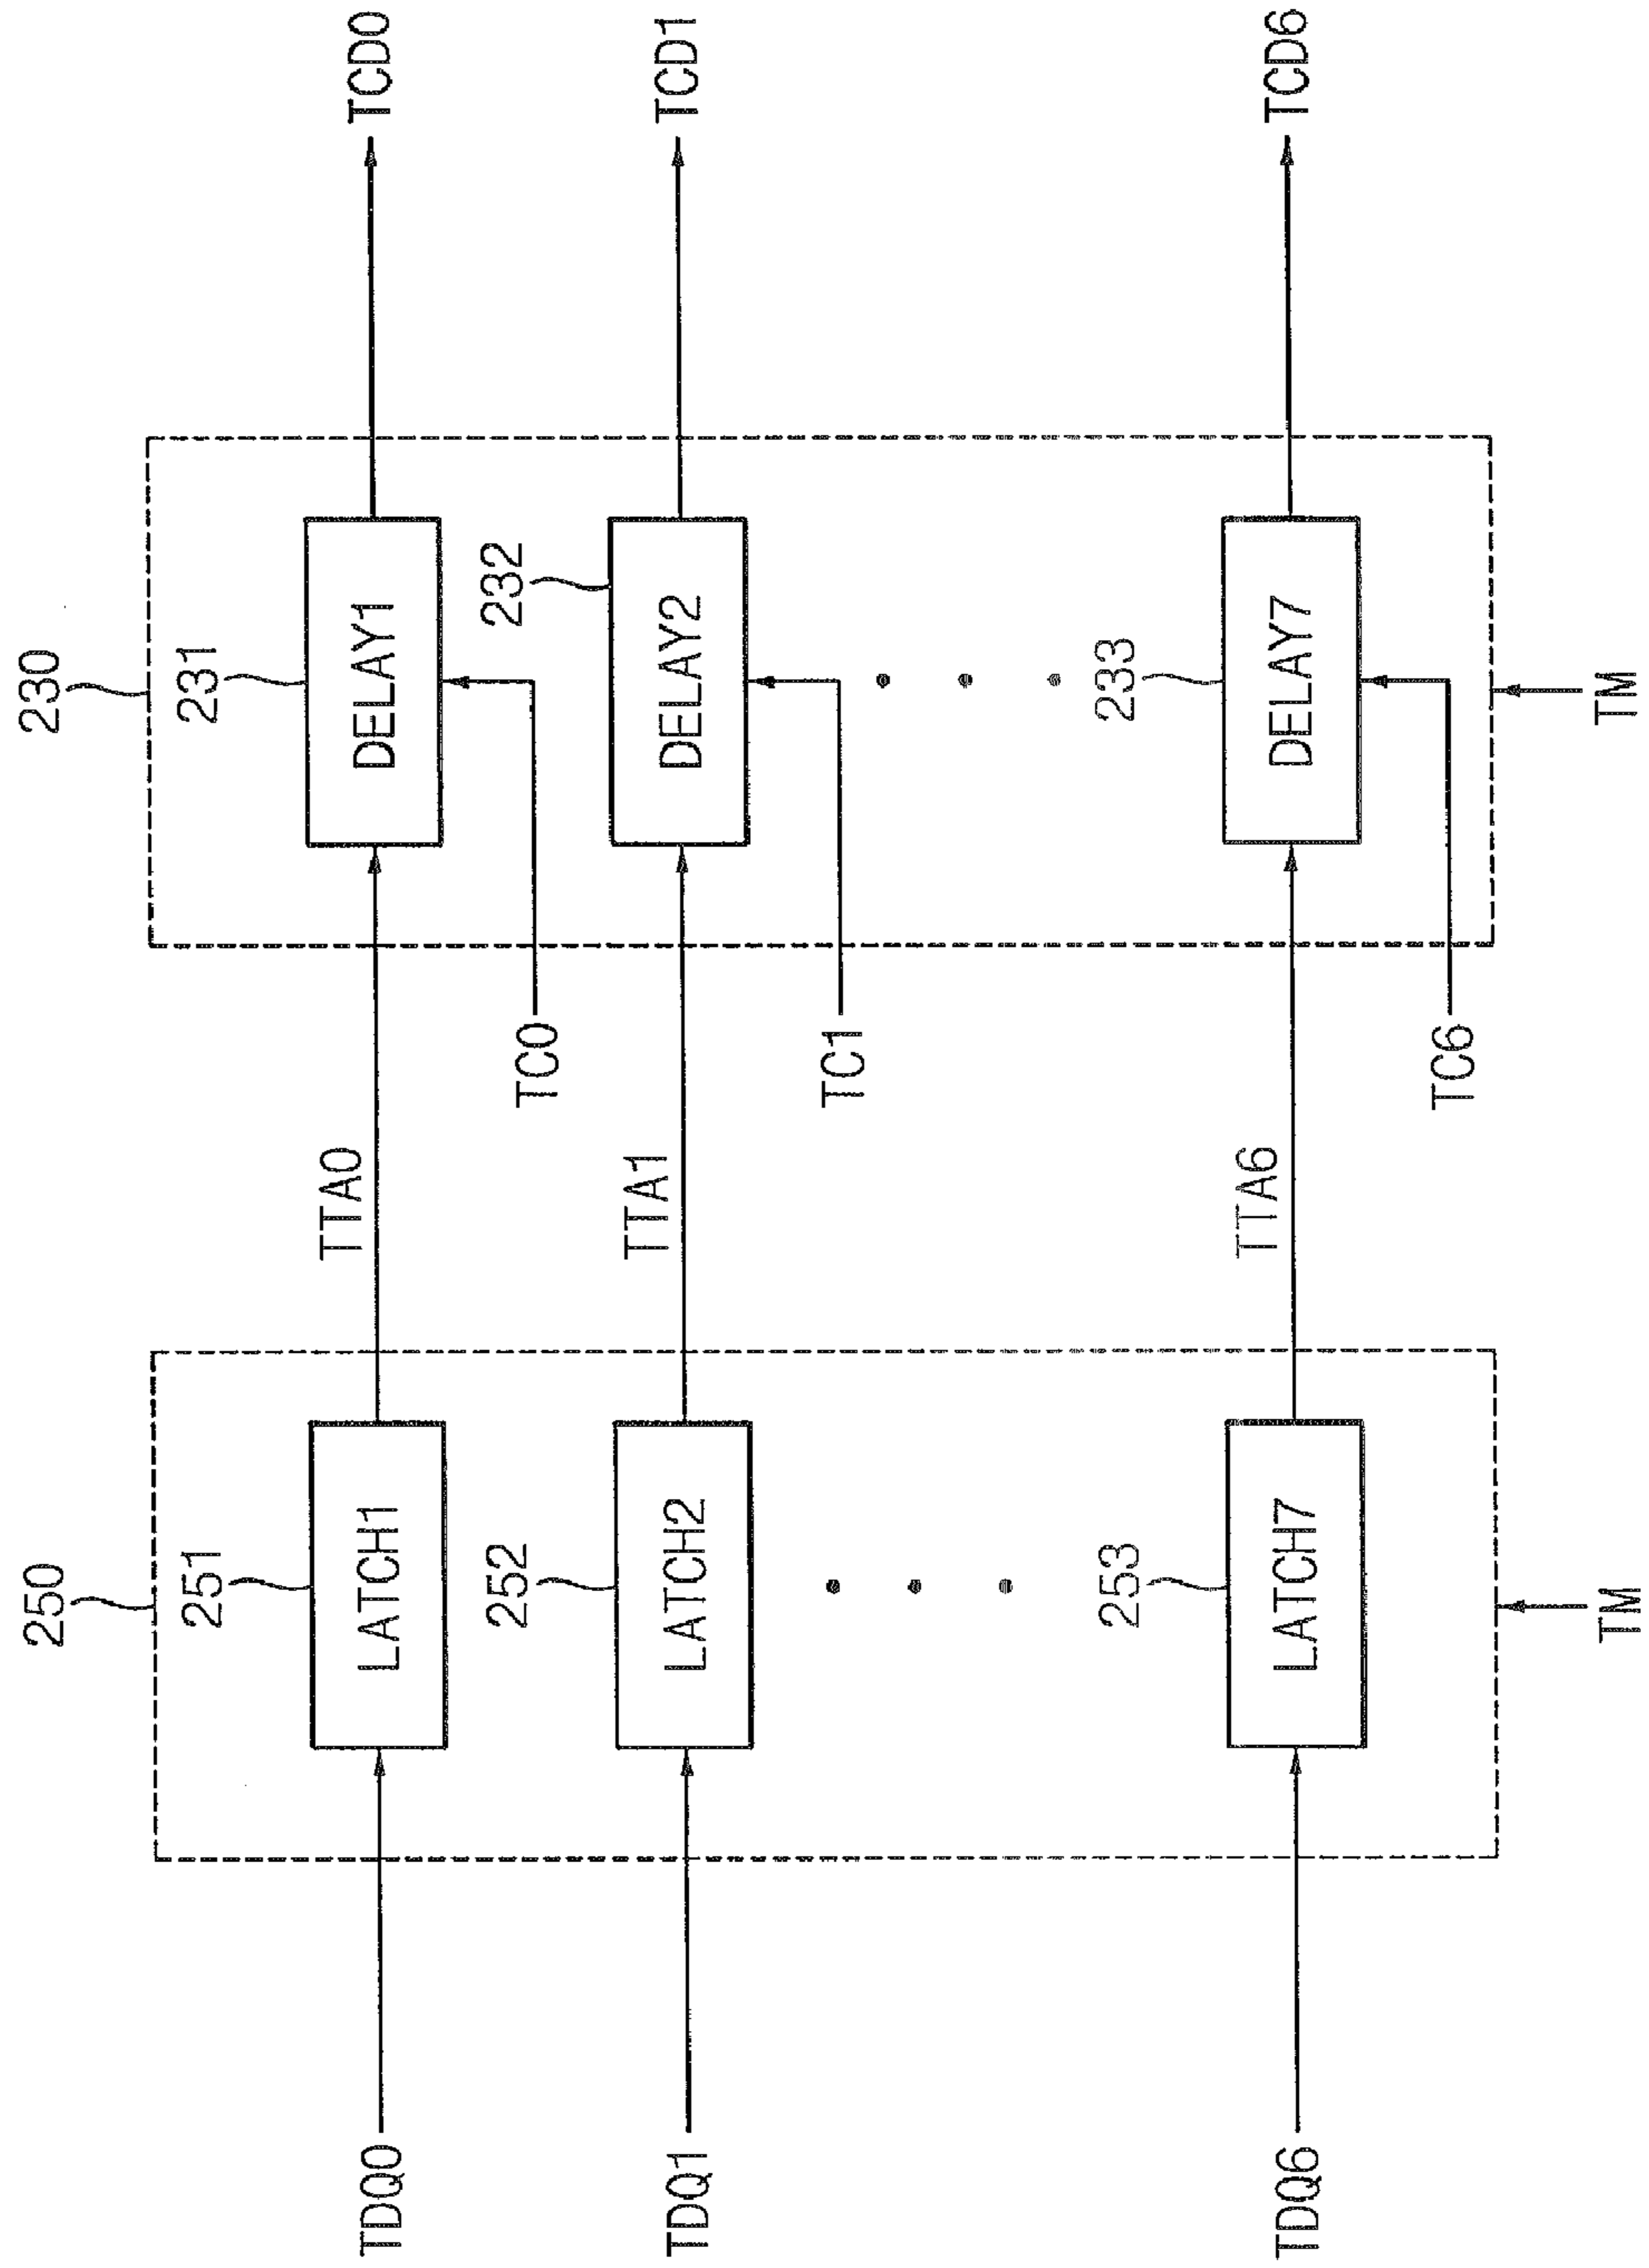 250
230
251
231
TDQ0
LATCH1
TTA0
DELAY1
TCD0
TC0
252
232
TDQ1
LATCH2
TTA1
DELAY2
TCD1
TC1
253
233
TDQ6
LATCH7
TTA6
DELAY7
TCD6
TC6
TM
TM